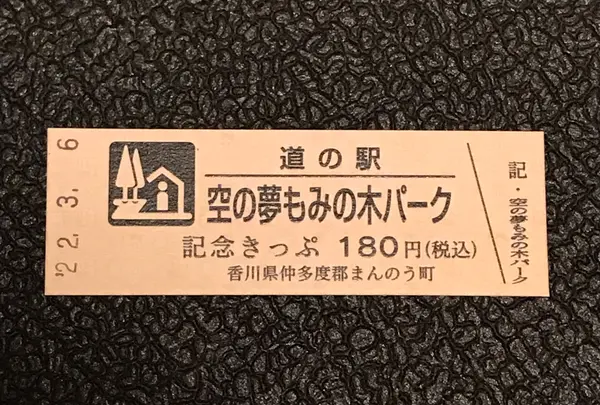 '22.3.6
道の駅
空の夢もみの木パーク
記念きっぷ 180円(税込)
香川県仲多度郡まんのう町
記・空の夢もみの木パーク